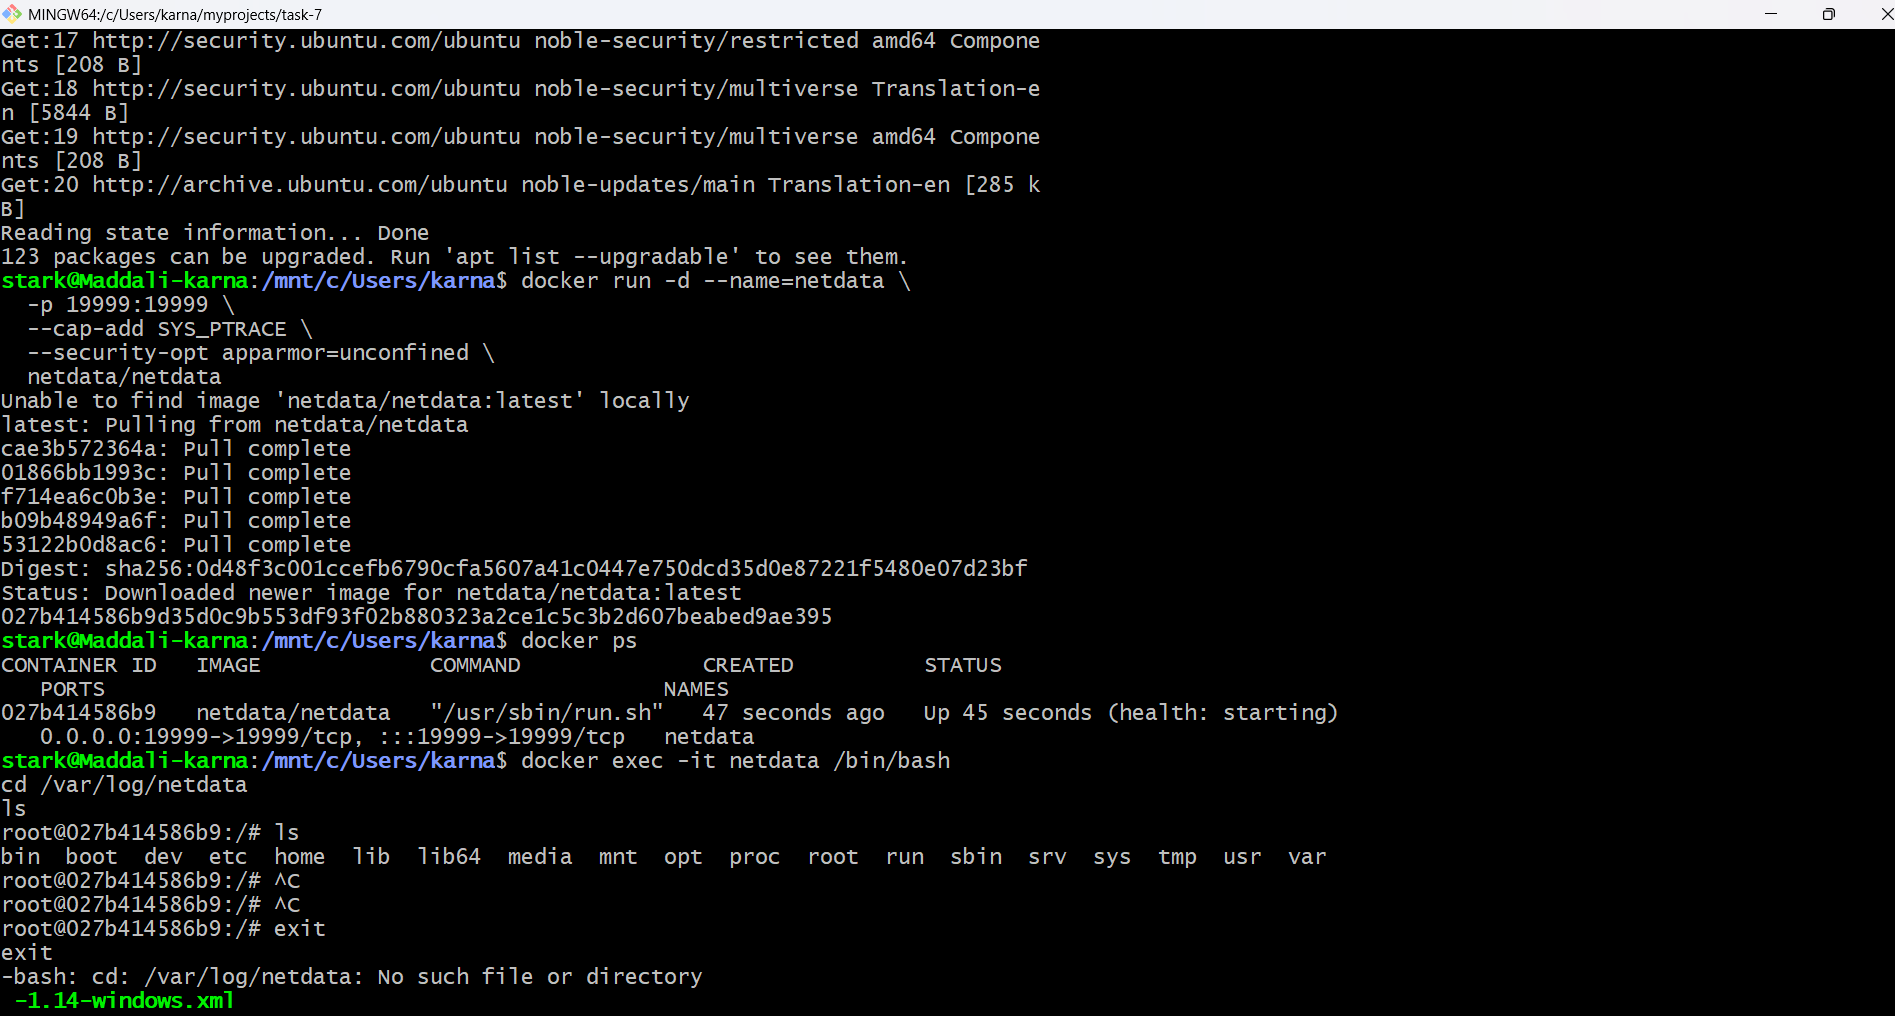 MINGW64:/c/Users/karna/myprojects/task-7
Get:17 http://security.ubuntu.com/ubuntu noble-security/restricted amd64 Compone
nts [208 B]
Get:18 http://security.ubuntu.com/ubuntu noble-security/multiverse Translation-e
n [5844 B]
Get:19 http://security.ubuntu.com/ubuntu noble-security/multiverse amd64 Compone
nts [208 B]
Get:20 http://archive.ubuntu.com/ubuntu noble-updates/main Translation-en [285 k
B]
Reading state information... Done
123 packages can be upgraded. Run 'apt list --upgradable' to see them.
stark@Maddali-karna:/mnt/c/Users/karna$ docker run -d --name=netdata \
  -p 19999:19999 \
  --cap-add SYS_PTRACE \
  --security-opt apparmor=unconfined \
  netdata/netdata
Unable to find image 'netdata/netdata:latest' locally
latest: Pulling from netdata/netdata
cae3b572364a: Pull complete
01866bb1993c: Pull complete
f714ea6c0b3e: Pull complete
b09b48949a6f: Pull complete
53122b0d8ac6: Pull complete
Digest: sha256:0d48f3c001ccefb6790cfa5607a41c0447e750dcd35d0e87221f5480e07d23bf
Status: Downloaded newer image for netdata/netdata:latest
027b414586b9d35d0c9b553df93f02b880323a2ce1c5c3b2d607beabed9ae395
stark@Maddali-karna:/mnt/c/Users/karna$ docker ps
CONTAINER ID   IMAGE             COMMAND              CREATED          STATUS
   PORTS                                           NAMES
027b414586b9   netdata/netdata   "/usr/sbin/run.sh"   47 seconds ago   Up 45 seconds (health: starting)
   0.0.0.0:19999->19999/tcp, :::19999->19999/tcp   netdata
stark@Maddali-karna:/mnt/c/Users/karna$ docker exec -it netdata /bin/bash
cd /var/log/netdata
ls
root@027b414586b9:/# ls
bin  boot  dev  etc  home  lib  lib64  media  mnt  opt  proc  root  run  sbin  srv  sys  tmp  usr  var
root@027b414586b9:/# ^C
root@027b414586b9:/# ^C
root@027b414586b9:/# exit
exit
-bash: cd: /var/log/netdata: No such file or directory
 -1.14-windows.xml